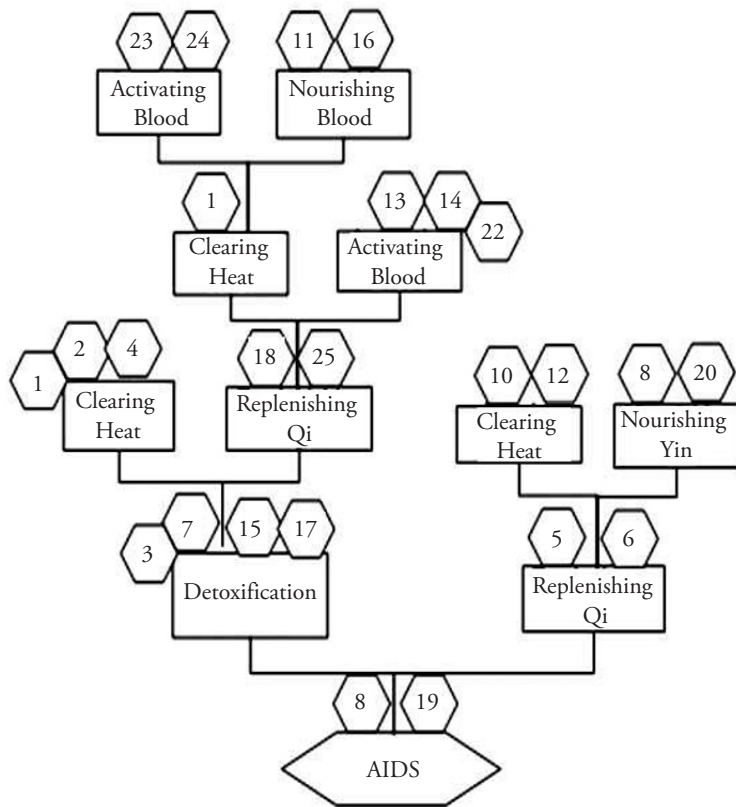 23 24
Activating
Blood
11 16
Nourishing
Blood
1
Clearing
Heat
13 14
22
Activating
Blood
1 2 4
Clearing
Heat
18 25
Replenishing
Qi
10 12
Clearing
Heat
8 20
Nourishing
Yin
3 7 15 17
Detoxification
5 6
Replenishing
Qi
8 19
AIDS